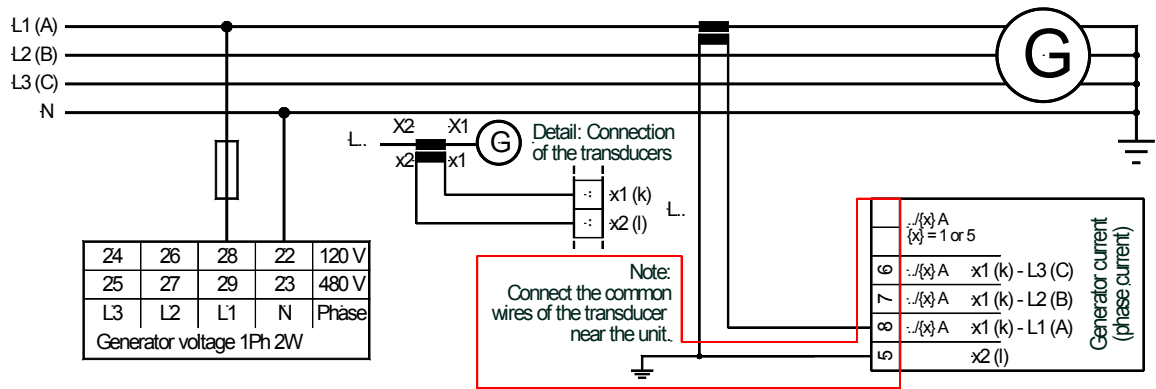 L1 (A)
L2 (B)
L3 (C)
N
G
X2 X1
L..
G
x2 x1
Detail: Connection
of the transducers
x1 (k)
L..
x2 (l)
24 26 28 22 120 V
25 27 29 23 480 V
L3 L2 L1 N Phase
Generator voltage 1Ph 2W
Note:
Connect the common
wires of the transducer
near the unit.
../{x} A
{x} = 1 or 5
6 ../{x} A x1 (k) - L3 (C)
7 ../{x} A x1 (k) - L2 (B)
8 ../{x} A x1 (k) - L1 (A)
5 x2 (l)
Generator current
(phase current)